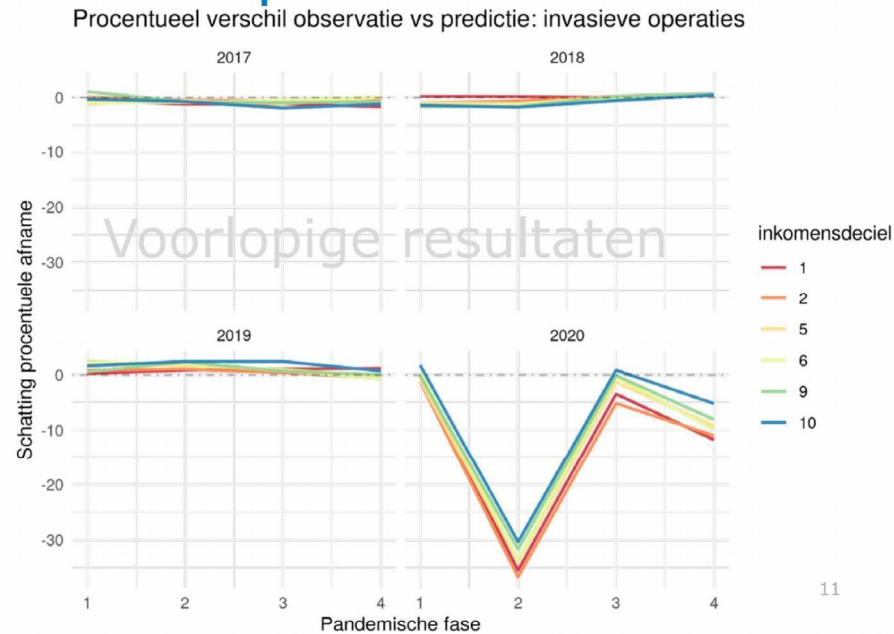 Procentueel verschil observatie vs predictie: invasieve operaties
2017
2018
0
-10
-20
-30
Voorlopige resultaten
2019
2020
0
-10
-20
-30
1 2 3 4
1 2 3 4
Schatting procentuele afname
Pandemische fase
inkomensdeciel
1
2
5
6
9
10
11